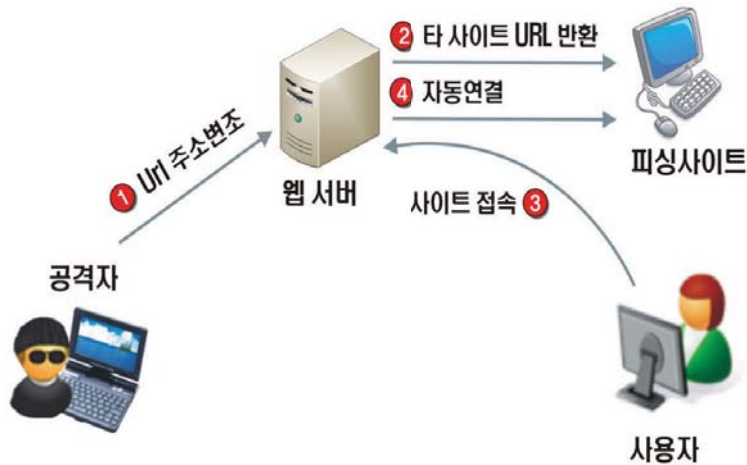 ② 타 사이트 URL 반환
④ 자동연결
① Url 주소변조
웹 서버
피싱사이트
사이트 접속 ③
공격자
사용자